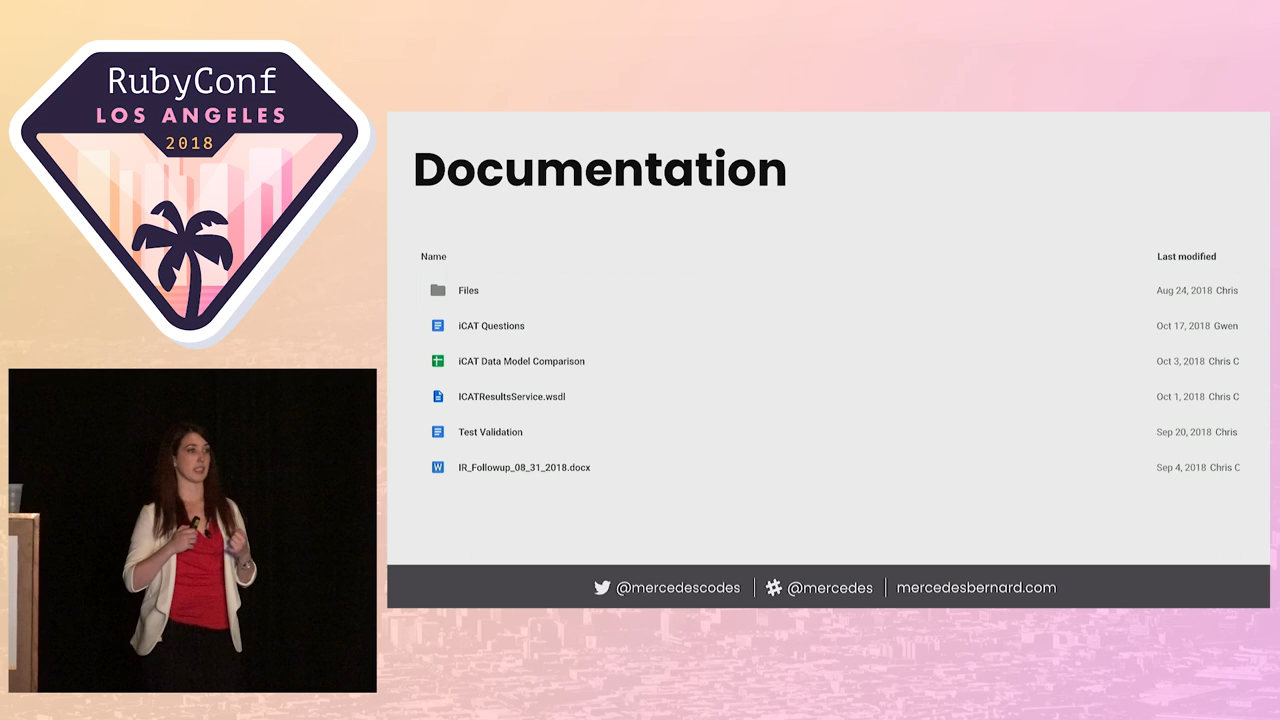 RubyConf
LOS ANGELES
2018
Documentation
Name Last modified
Files Aug 24, 2018 Chris
iCAT Questions Oct 17, 2018 Gwen
iCAT Data Model Comparison Oct 3, 2018 Chris C
ICATResultsService.wsdl Oct 1, 2018 Chris C
Test Validation Sep 20, 2018 Chris
W IR_Followup_08_31_2018.docx Sep 4, 2018 Chris C
@mercedescodes @mercedes mercedesbernard.com